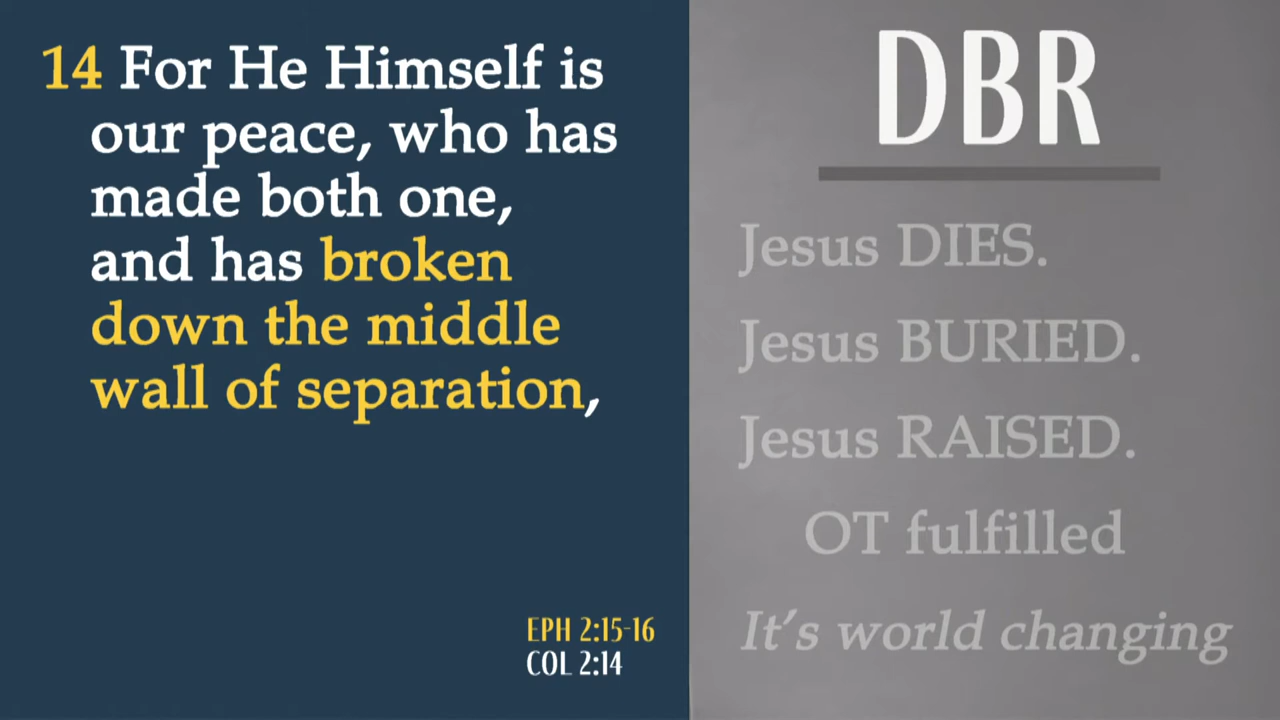 14 For He Himself is
our peace, who has
made both one,
and has broken
down the middle
wall of separation,
EPH 2:15-16
COL 2:14
DBR
Jesus DIES.
Jesus BURIED.
Jesus RAISED.
OT fulfilled
It's world changing